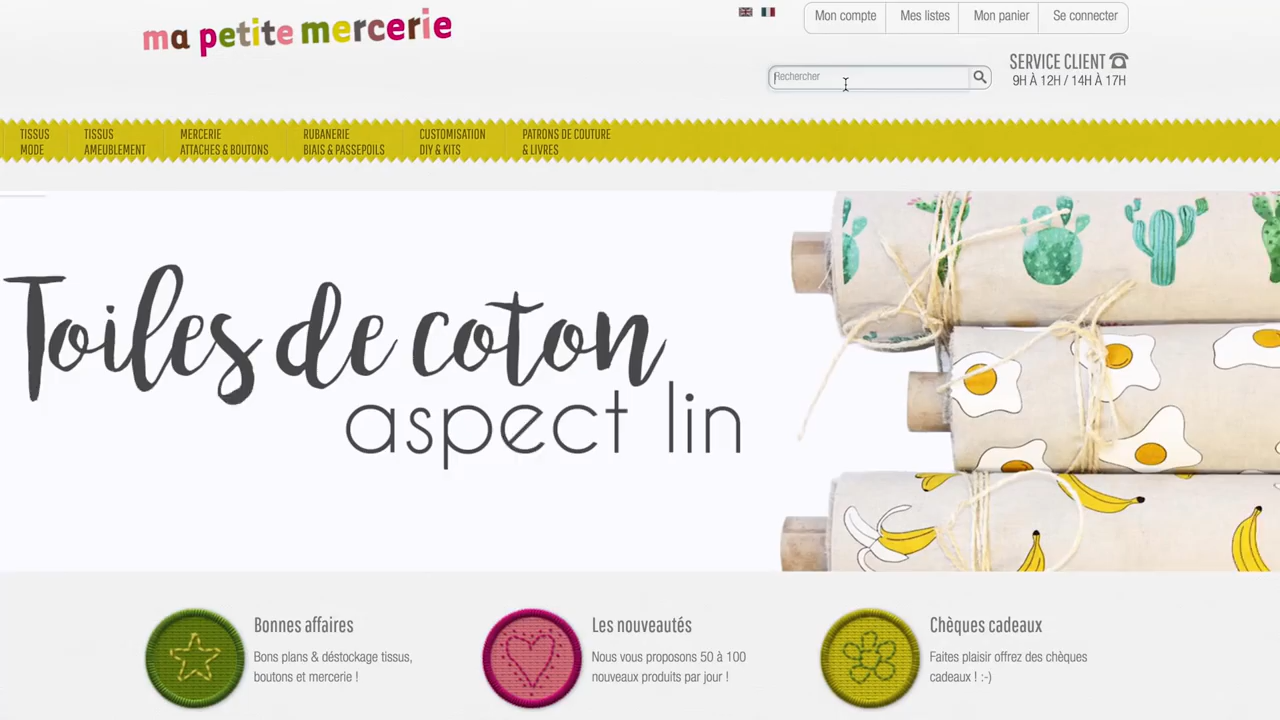 ma petite mercerie
Mon compte
Mes listes
Mon panier
Se connecter
Rechercher
SERVICE CLIENT
9H À 12H / 14H À 17H
TISSUS
MODE
TISSUS
AMEUBLEMENT
MERCERIE
ATTACHES & BOUTONS
RUBANERIE
BIAIS & PASSEPOILS
CUSTOMISATION
DIY & KITS
PATRONS DE COUTURE
& LIVRES
Toiles de coton
aspect lin
Bonnes affaires
Bons plans & déstockage tissus,
boutons et mercerie !
Les nouveautés
Nous vous proposons 50 à 100
nouveaux produits par jour !
Chèques cadeaux
Faites plaisir offrez des chèques
cadeaux ! :-)